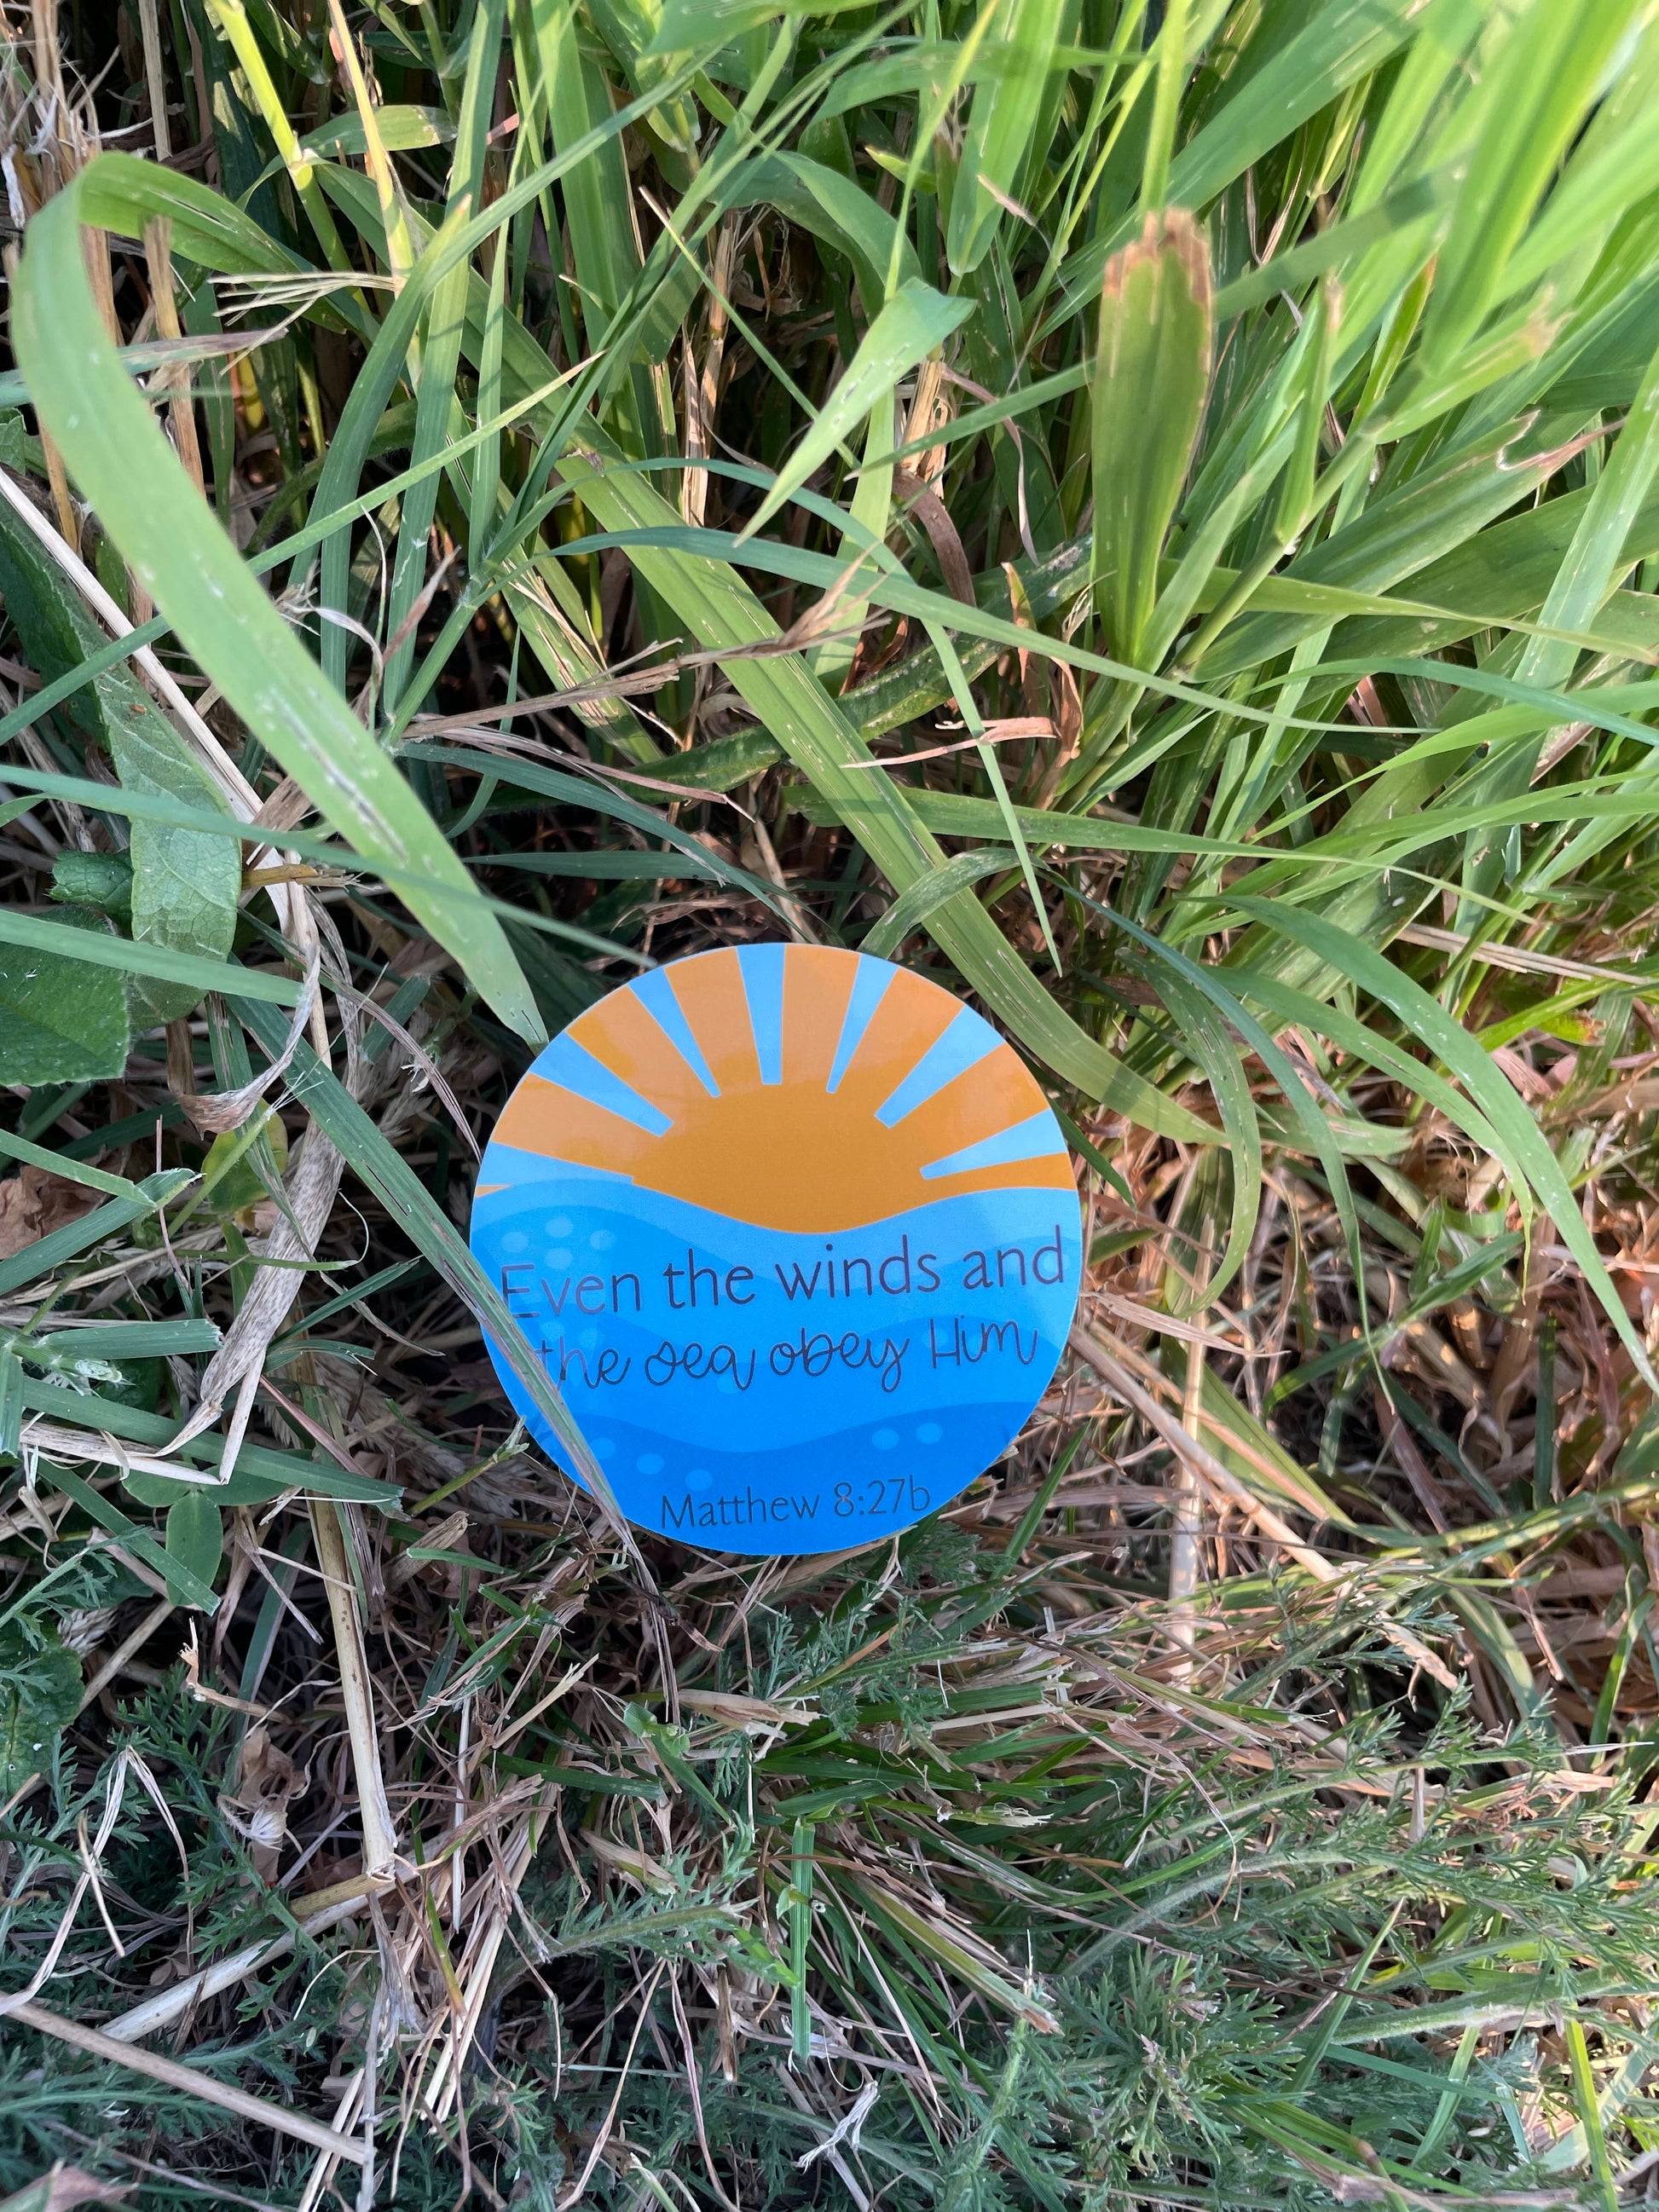 Even the winds and
the sea obey Him
Matthew 8:27b